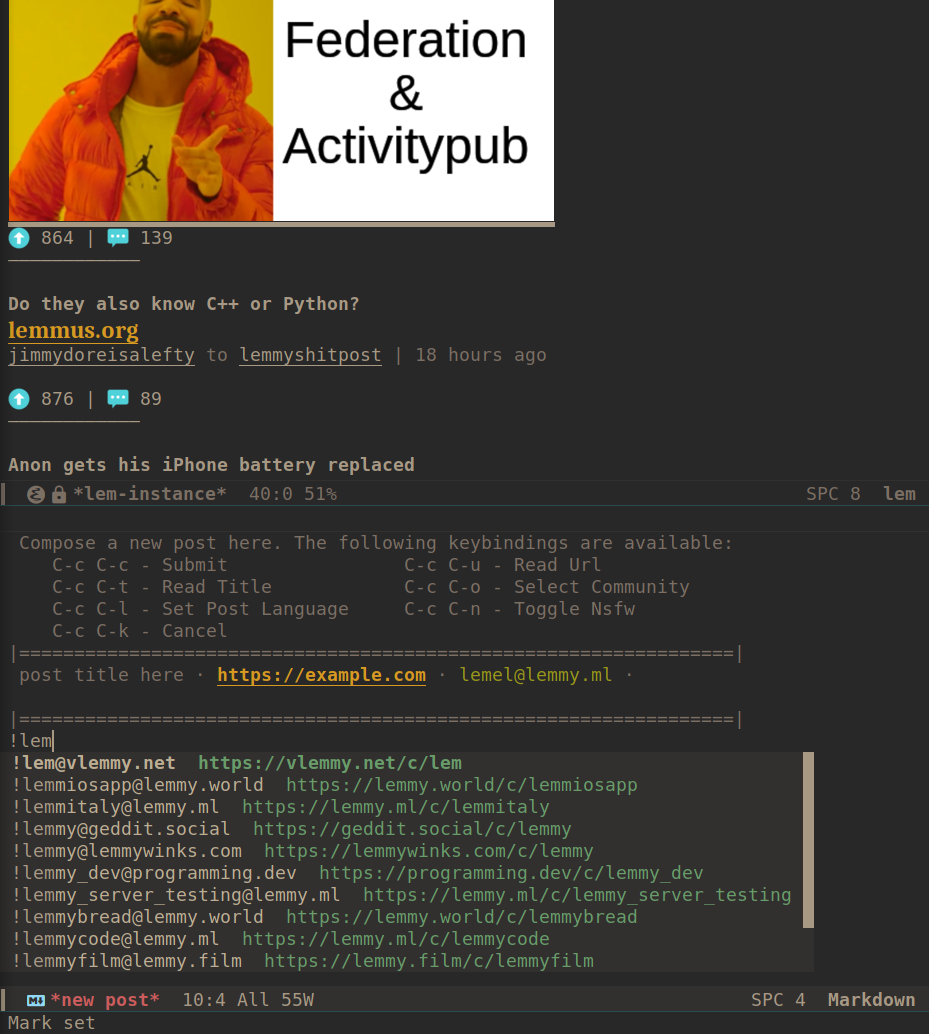 Federation
&
Activitypub
864 | 139
Do they also know C++ or Python?
lemmus.org
jimmydoreisalefty to lemmyshitpost | 18 hours ago
876 | 89
Anon gets his iPhone battery replaced
*lem-instance* 40:0 51% SPC 8 lem
Compose a new post here. The following keybindings are available:
C-c C-c - Submit C-c C-u - Read Url
C-c C-t - Read Title C-c C-o - Select Community
C-c C-l - Set Post Language C-c C-n - Toggle Nsfw
C-c C-k - Cancel
|=================================================================|
post title here · https://example.com · lemel@lemmy.ml ·
|=================================================================|
!lem
!lem@vlemmy.net https://vlemmy.net/c/lem
!lemmiosapp@lemmy.world https://lemmy.world/c/lemmiosapp
!lemmitaly@lemmy.ml https://lemmy.ml/c/lemmitaly
!lemmy@geddit.social https://geddit.social/c/lemmy
!lemmy@lemmywinks.com https://lemmywinks.com/c/lemmy
!lemmy_dev@programming.dev https://programming.dev/c/lemmy_dev
!lemmy_server_testing@lemmy.ml https://lemmy.ml/c/lemmy_server_testing
!lemmybread@lemmy.world https://lemmy.world/c/lemmybread
!lemmycode@lemmy.ml https://lemmy.ml/c/lemmycode
!lemmyfilm@lemmy.film https://lemmy.film/c/lemmyfilm
M↓ *new post* 10:4 All 55W SPC 4 Markdown
Mark set